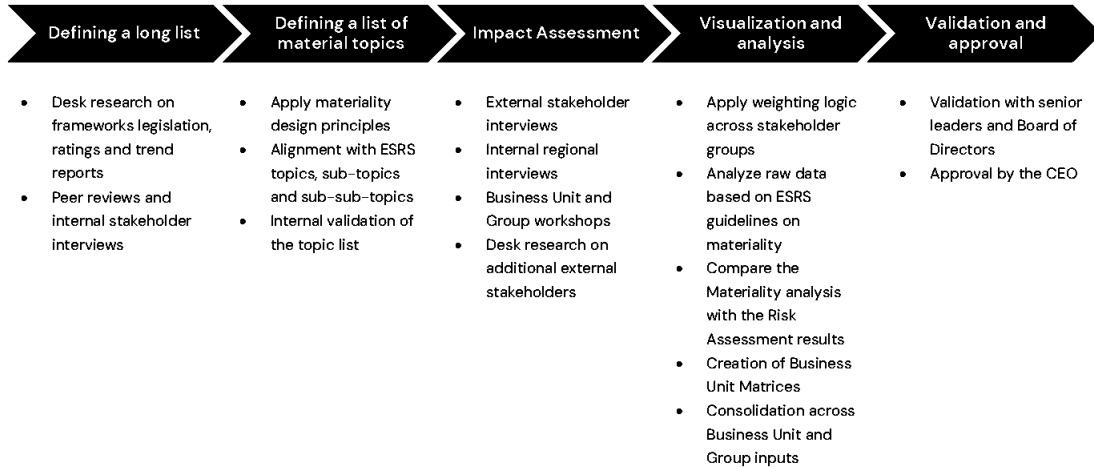 Defining a long list
Defining a list of
material topics
Impact Assessment
Visualization and
analysis
Validation and
approval
• Desk research on
frameworks legislation,
ratings and trend
reports
• Peer reviews and
internal stakeholder
interviews
• Apply materiality
design principles
• Alignment with ESRS
topics, sub-topics
and sub-sub-topics
• Internal validation of
the topic list
• External stakeholder
interviews
• Internal regional
interviews
• Business Unit and
Group workshops
• Desk research on
additional external
stakeholders
• Apply weighting logic
across stakeholder
groups
• Analyze raw data
based on ESRS
guidelines on
materiality
• Compare the
Materiality analysis
with the Risk
Assessment results
• Creation of Business
Unit Matrices
• Consolidation across
Business Unit and
Group inputs
• Validation with senior
leaders and Board of
Directors
• Approval by the CEO